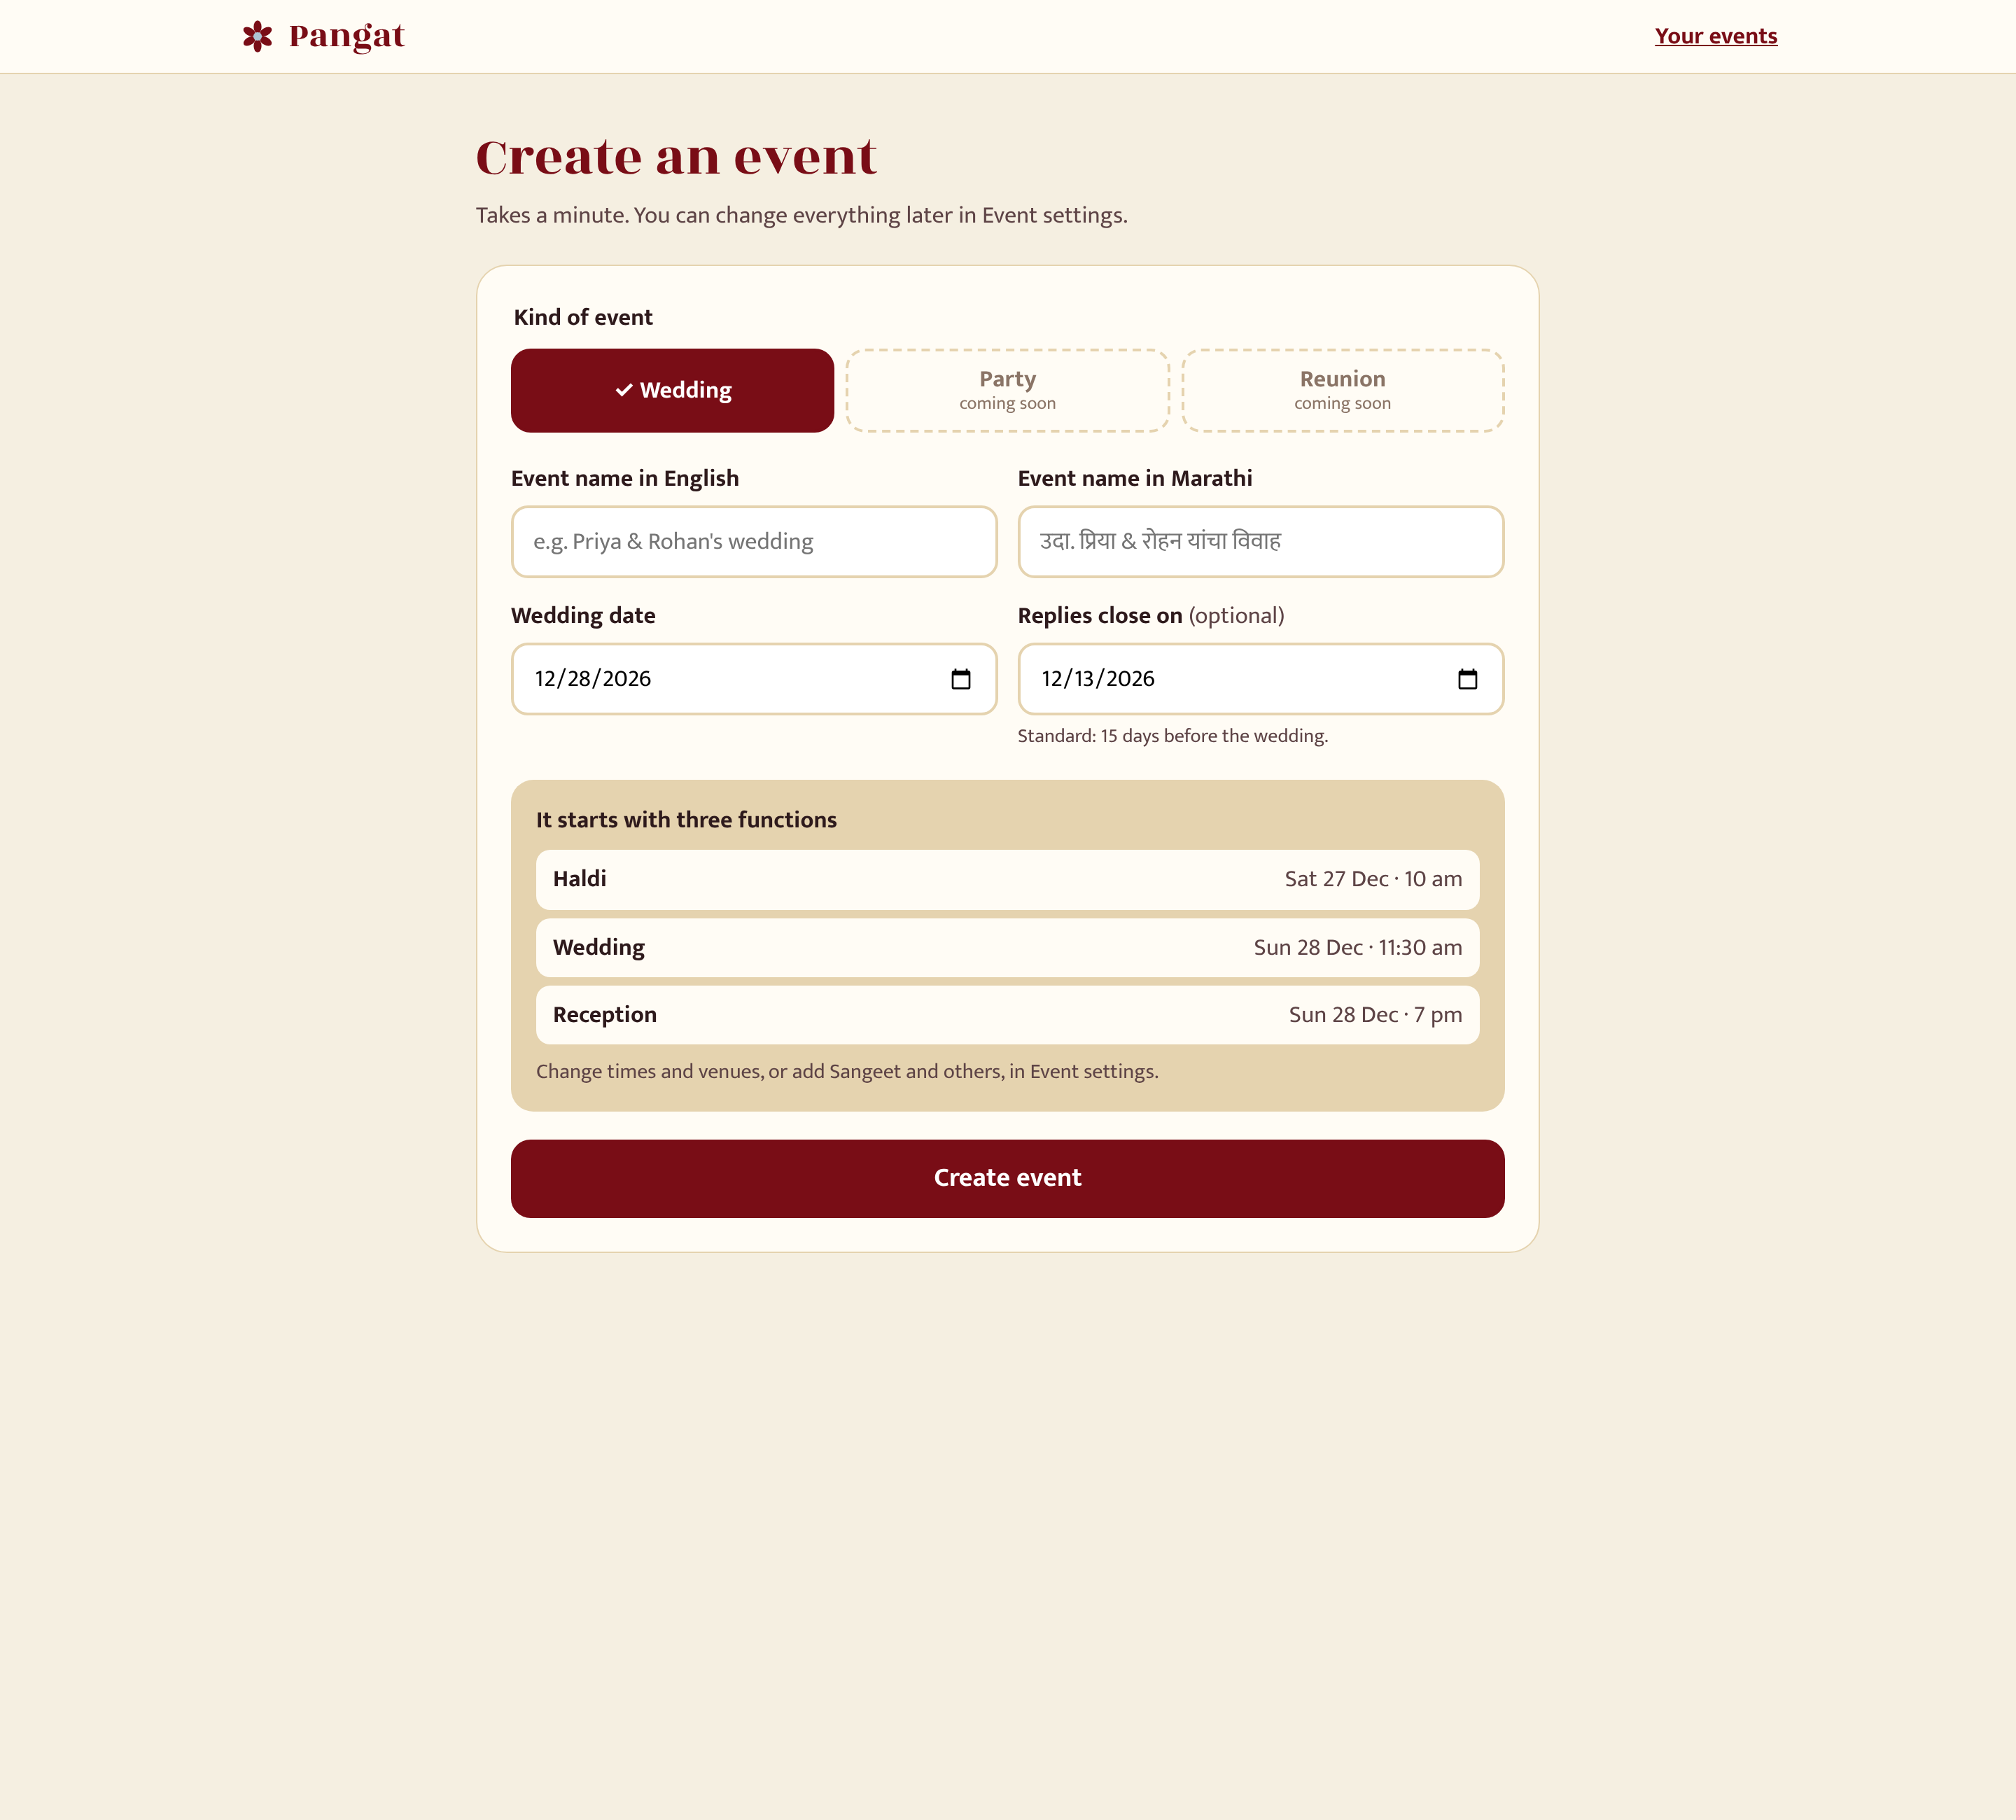 Pangat
Your events
Create an event
Takes a minute. You can change everything later in Event settings.
Kind of event
✓ Wedding
Party
coming soon
Reunion
coming soon
Event name in English
Event name in Marathi
e.g. Priya & Rohan's wedding
उदा. प्रिया & रोहन यांचा विवाह
Wedding date
Replies close on (optional)
12/28/2026
12/13/2026
Standard: 15 days before the wedding.
It starts with three functions
Haldi
Sat 27 Dec · 10 am
Wedding
Sun 28 Dec · 11:30 am
Reception
Sun 28 Dec · 7 pm
Change times and venues, or add Sangeet and others, in Event settings.
Create event